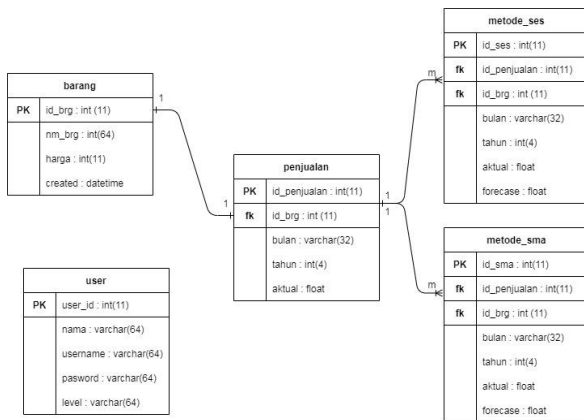 barang
PK id_brg : int (11)
nm_brg : int(64)
harga : int(11)
created : datetime
1
1
penjualan
PK id_penjualan : int(11)
fk id_brg : int (11)
bulan : varchar(32)
tahun : int(4)
aktual : float
1
1
m
m
metode_ses
PK id_ses : int(11)
fk id_penjualan : int(11)
fk id_brg : int (11)
bulan : varchar(32)
tahun : int(4)
aktual : float
forecase : float
metode_sma
PK id_sma : int(11)
fk id_penjualan : int(11)
fk id_brg : int (11)
bulan : varchar(32)
tahun : int(4)
aktual : float
forecast : float
user
PK user_id : int(11)
nama : varchar(64)
username : varchar(64)
pasword : varchar(64)
level : varchar(64)